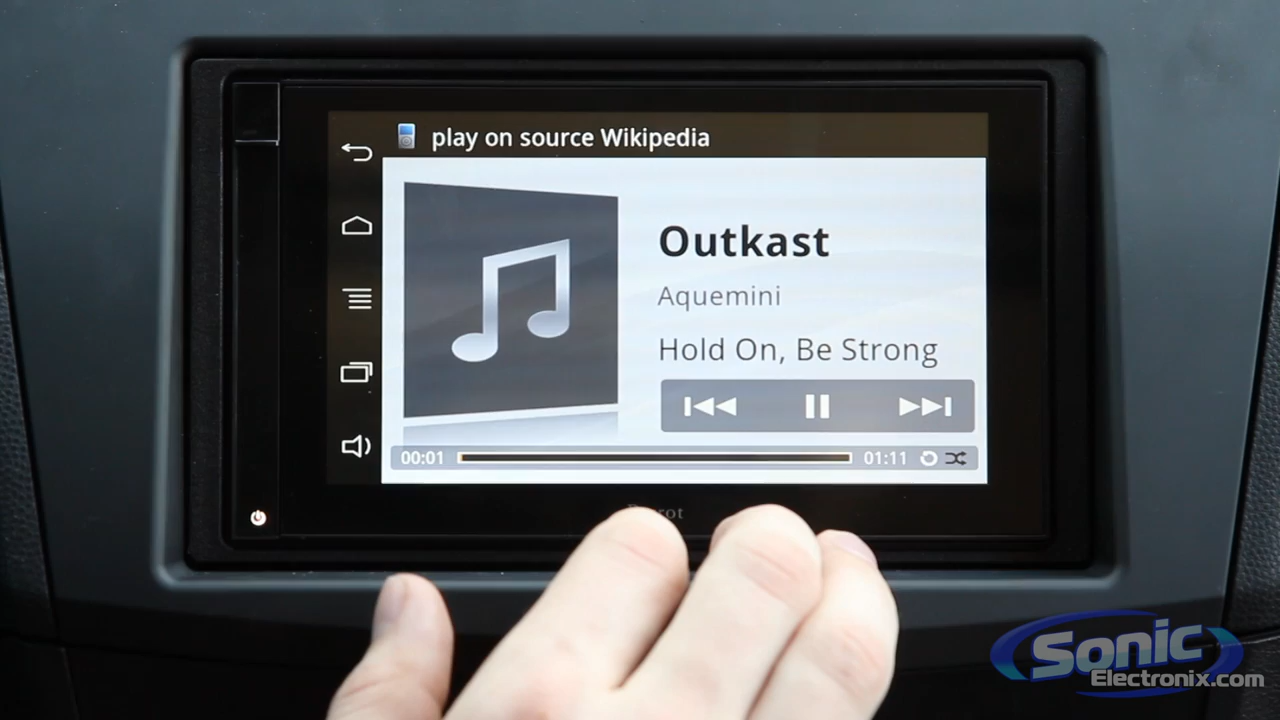 play on source Wikipedia
Outkast
Aquemini
Hold On, Be Strong
00:01
01:11
Sonic
Electronix.com